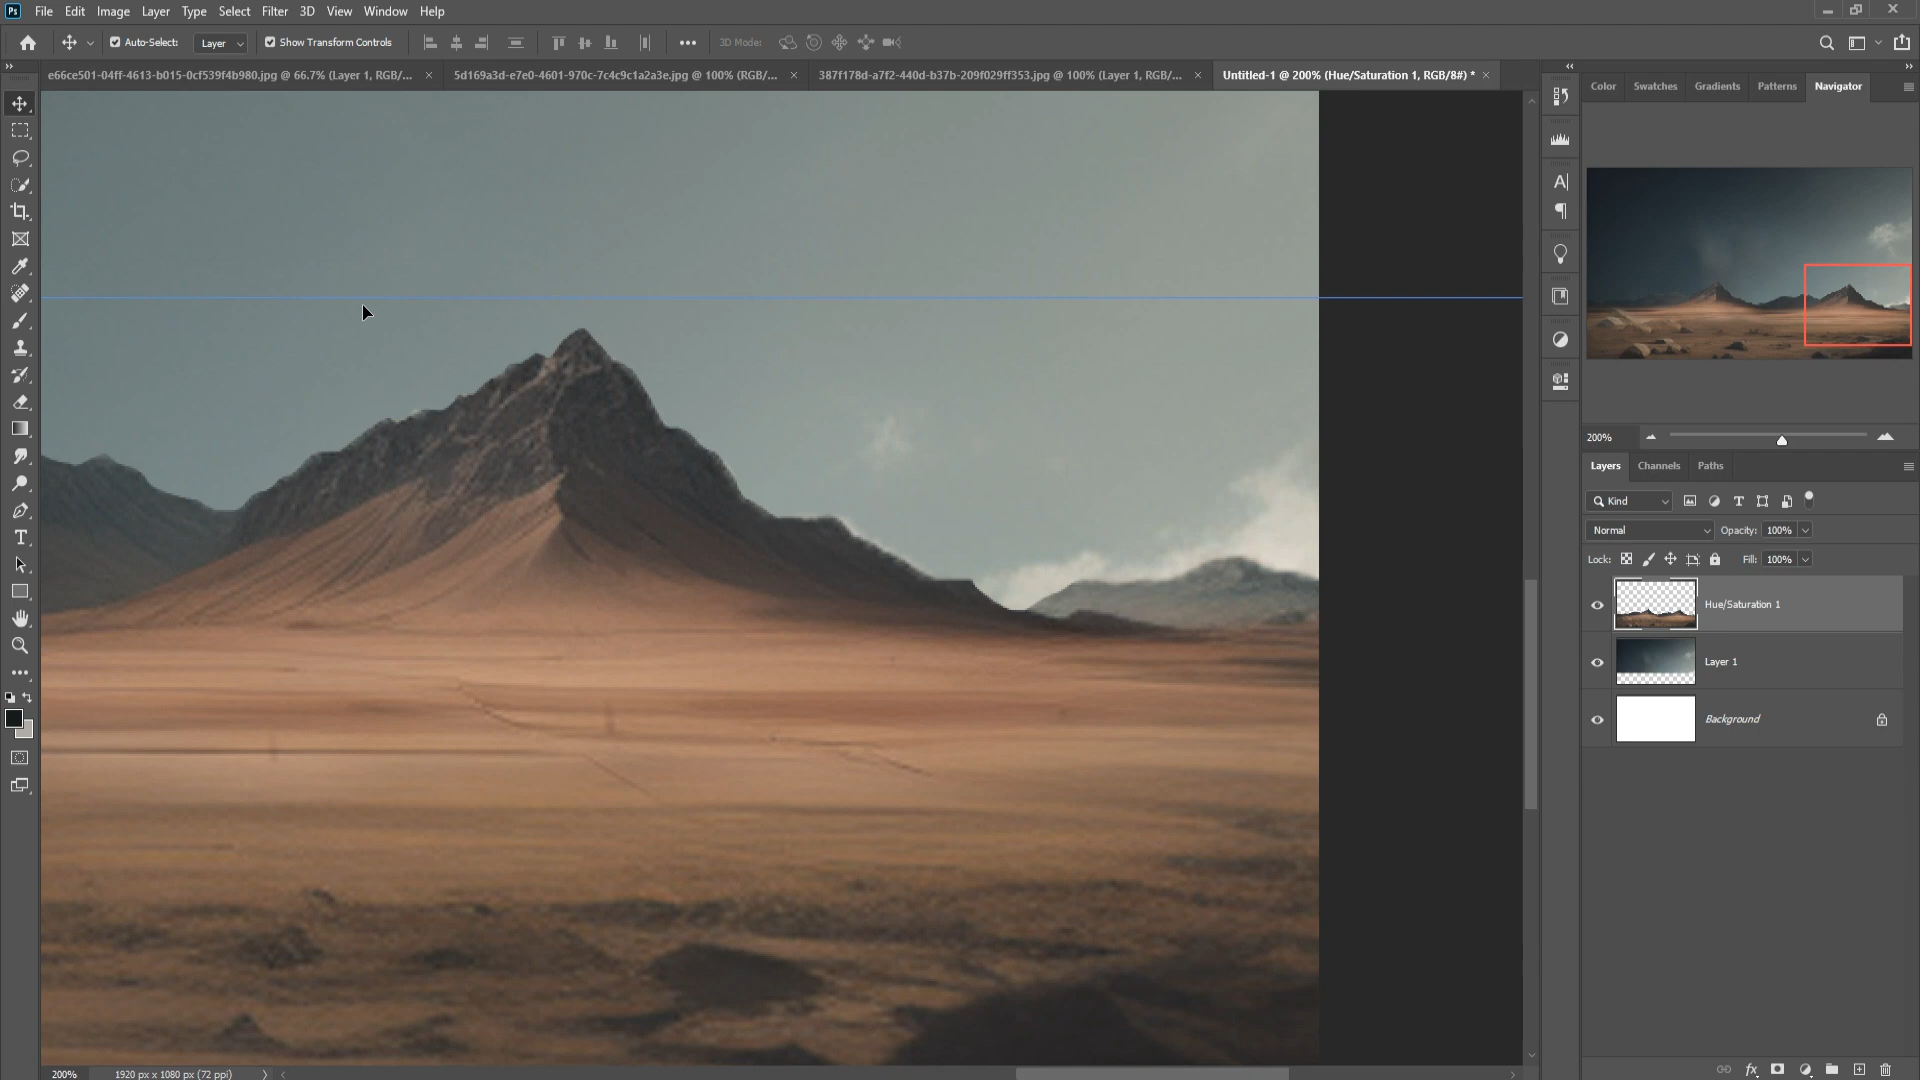 Ps File Edit Image Layer Type Select Filter 3D View Window Help
Auto-Select: Layer Show Transform Controls 3D Mode:
e66ce501-04ff-4613-b015-0cf539f4b980.jpg @ 66.7% (Layer 1, RGB/... × 5d169a3d-e7e0-4601-970c-7c4c9c1a2a3e.jpg @ 100% (RGB/... × 387f178d-a7f2-440d-b37b-209f029ff353.jpg @ 100% (Layer 1, RGB/... × Untitled-1 @ 200% (Hue/Saturation 1, RGB/8#) * ×
Color Swatches Gradients Patterns Navigator
200%
Layers Channels Paths
Kind
Normal Opacity: 100%
Lock: Fill: 100%
Hue/Saturation 1
Layer 1
Background
200% 1920 px x 1080 px (72 ppi)